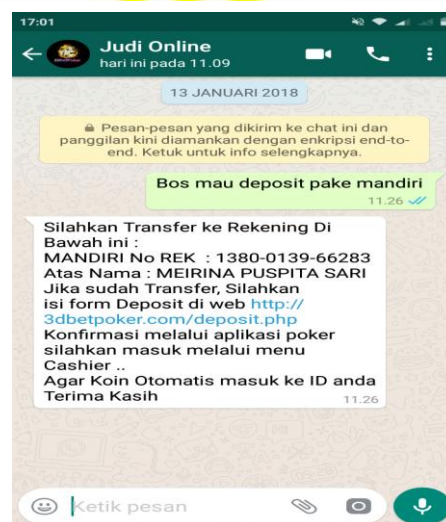 17:01
Judi Online
hari ini pada 11.09
13 JANUARI 2018
Pesan-pesan yang dikirim ke chat ini dan
panggilan kini diamankan dengan enkripsi end-to-
end. Ketuk untuk info selengkapnya.
Bos mau deposit pake mandiri
11.26
Silahkan Transfer ke Rekening Di
Bawah ini :
MANDIRI No REK : 1380-0139-66283
Atas Nama : MEIRINA PUSPITA SARI
Jika sudah Transfer, Silahkan
isi form Deposit di web http://
3dbetpoker.com/deposit.php
Konfirmasi melalui aplikasi poker
silahkan masuk melalui menu
Cashier ..
Agar Koin Otomatis masuk ke ID anda
Terima Kasih
11.26
Ketik pesan